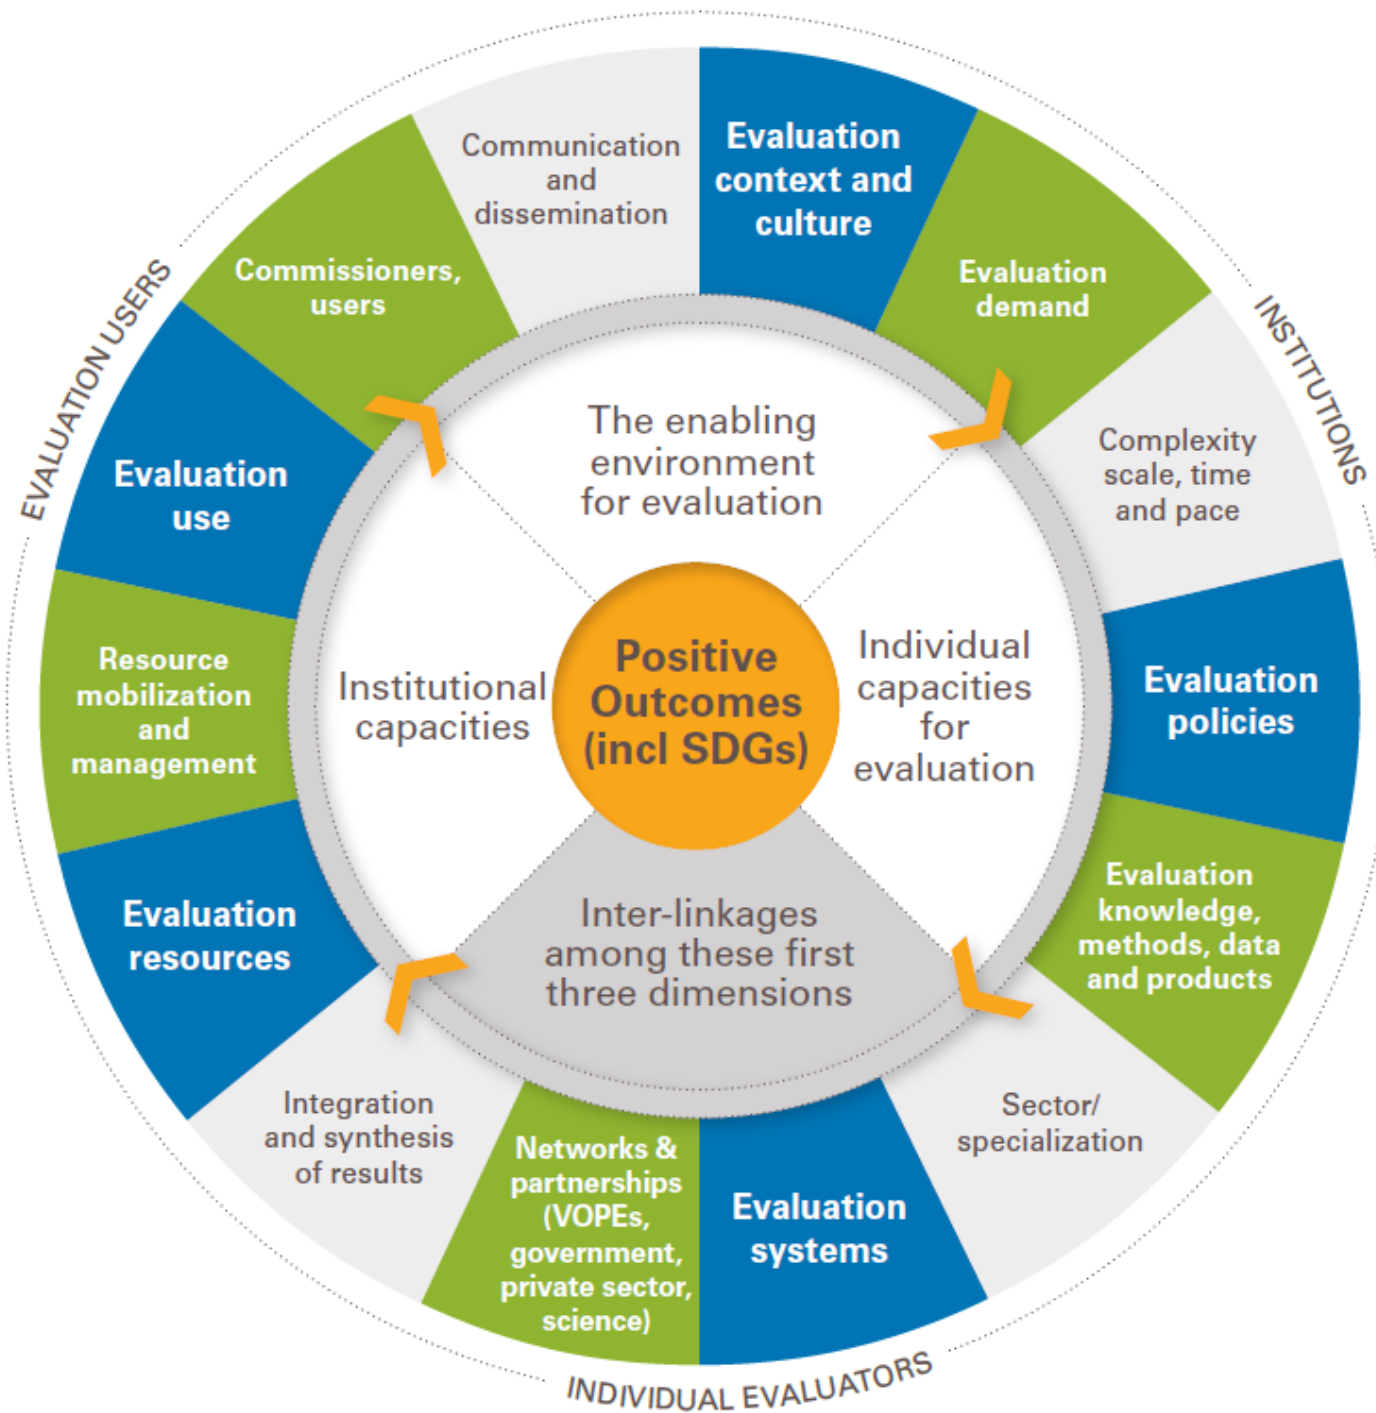 Communication
and
dissemination
Evaluation
context and
culture
Evaluation
demand
Complexity
scale, time
and pace
Evaluation
policies
Evaluation
knowledge,
methods, data
and products
Sector/
specialization
Evaluation
systems
Networks &
partnerships
(VOPEs,
government,
private sector,
science)
Integration
and synthesis
of results
Evaluation
resources
Resource
mobilization
and
management
Evaluation
use
Commissioners,
users
EVALUATION USERS
INSTITUTIONS
INDIVIDUAL EVALUATORS
The enabling
environment
for evaluation
Individual
capacities
for
evaluation
Inter-linkages
among these first
three dimensions
Institutional
capacities
Positive
Outcomes
(incl SDGs)